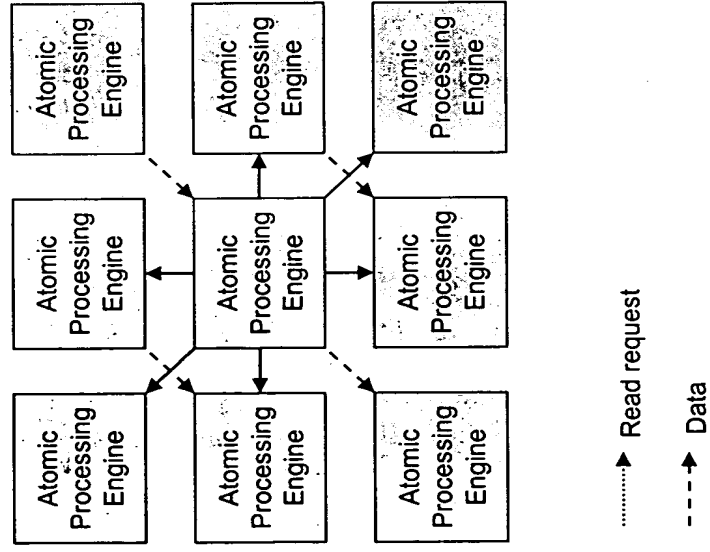 Atomic
Processing
Engine
Atomic
Processing
Engine
Atomic
Processing
Engine
Atomic
Processing
Engine
Atomic
Processing
Engine
Atomic
Processing
Engine
Atomic
Processing
Engine
Atomic
Processing
Engine
Atomic
Processing
Engine
Read request
Data